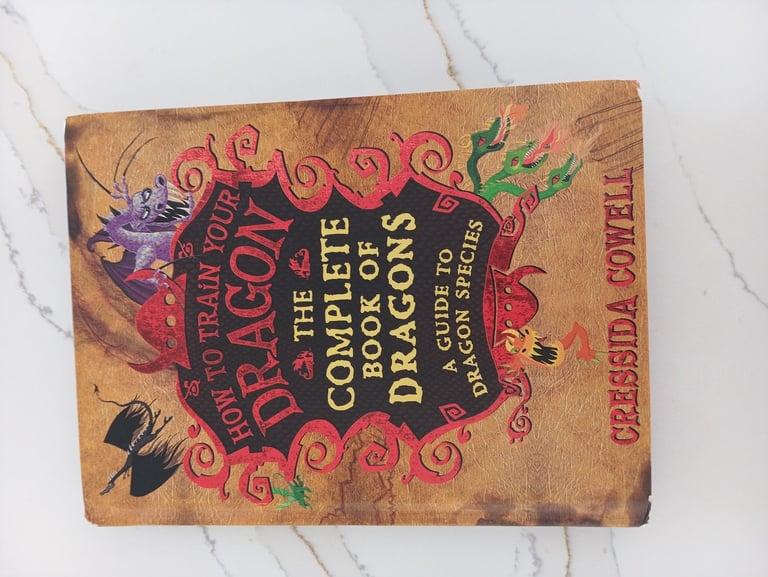 HOW TO TRAIN YOUR
DRAGON
THE
COMPLETE
BOOK OF
DRAGONS
A GUIDE TO
DRAGON SPECIES
CRESSIDA COWELL